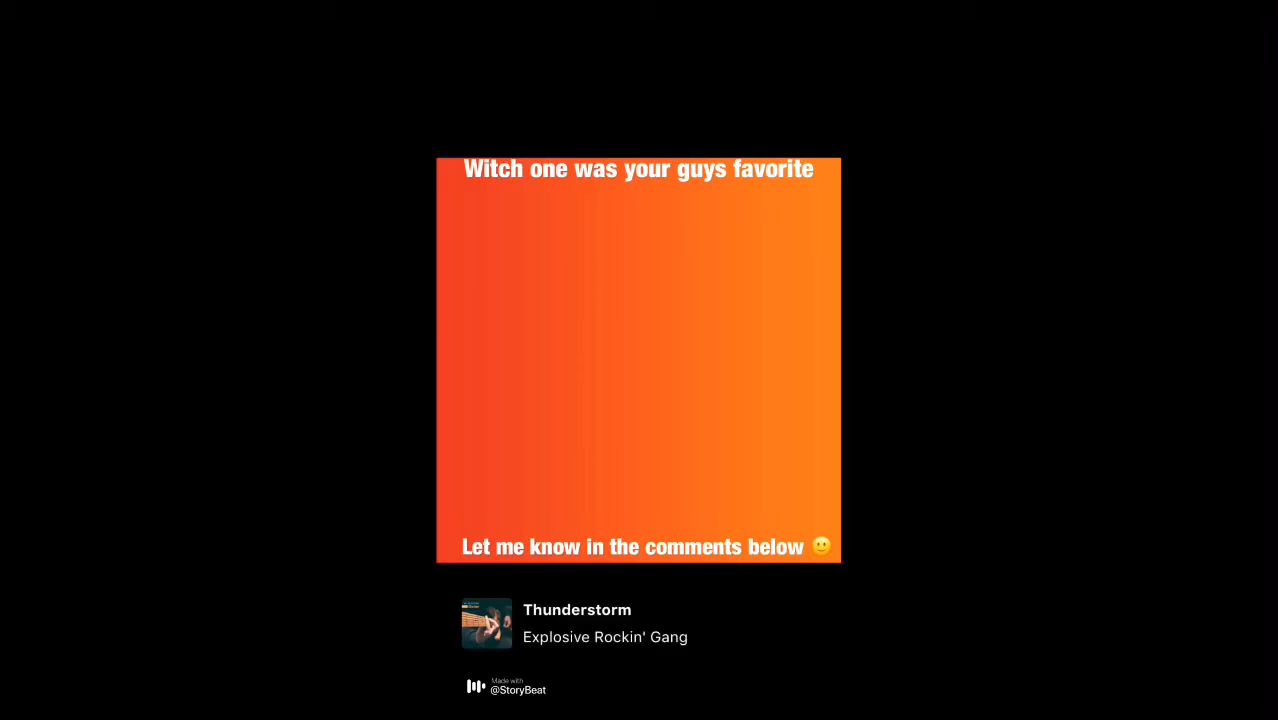 Witch one was your guys favorite
Let me know in the comments below 🙂
Thunderstorm
Explosive Rockin' Gang
Made with
@StoryBeat